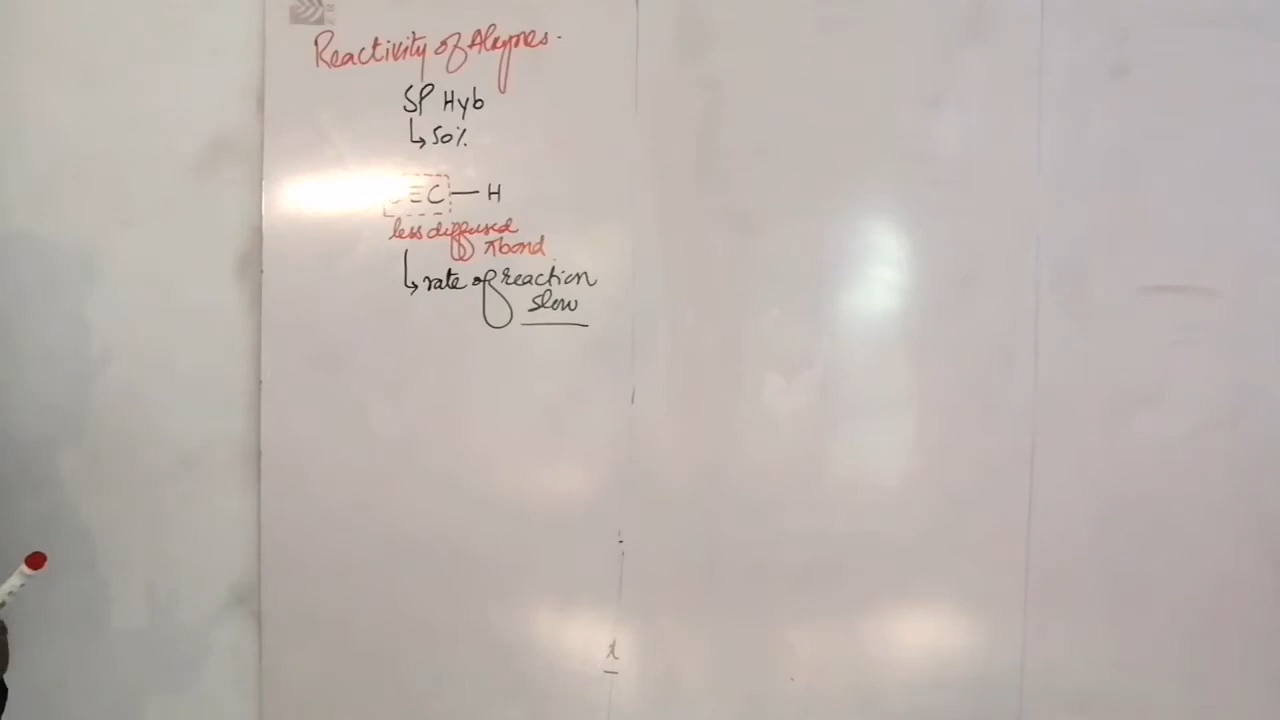 Reactivity of Alkynes.
SP Hyb
↳ 50%
≡C—H
less diffused
π bond
↳ rate of reaction
slow